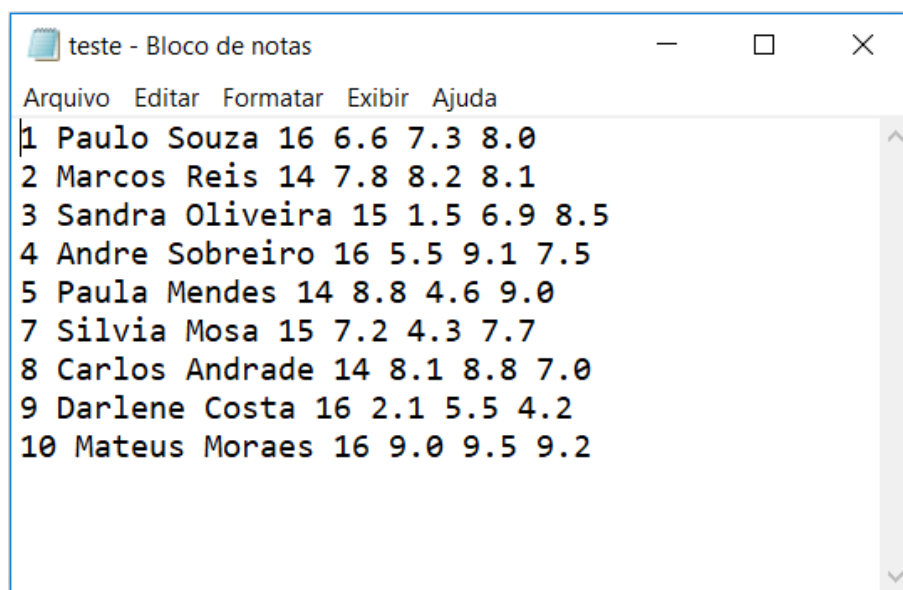 teste - Bloco de notas
Arquivo Editar Formatar Exibir Ajuda
1 Paulo Souza 16 6.6 7.3 8.0
2 Marcos Reis 14 7.8 8.2 8.1
3 Sandra Oliveira 15 1.5 6.9 8.5
4 Andre Sobreiro 16 5.5 9.1 7.5
5 Paula Mendes 14 8.8 4.6 9.0
7 Silvia Mosa 15 7.2 4.3 7.7
8 Carlos Andrade 14 8.1 8.8 7.0
9 Darlene Costa 16 2.1 5.5 4.2
10 Mateus Moraes 16 9.0 9.5 9.2